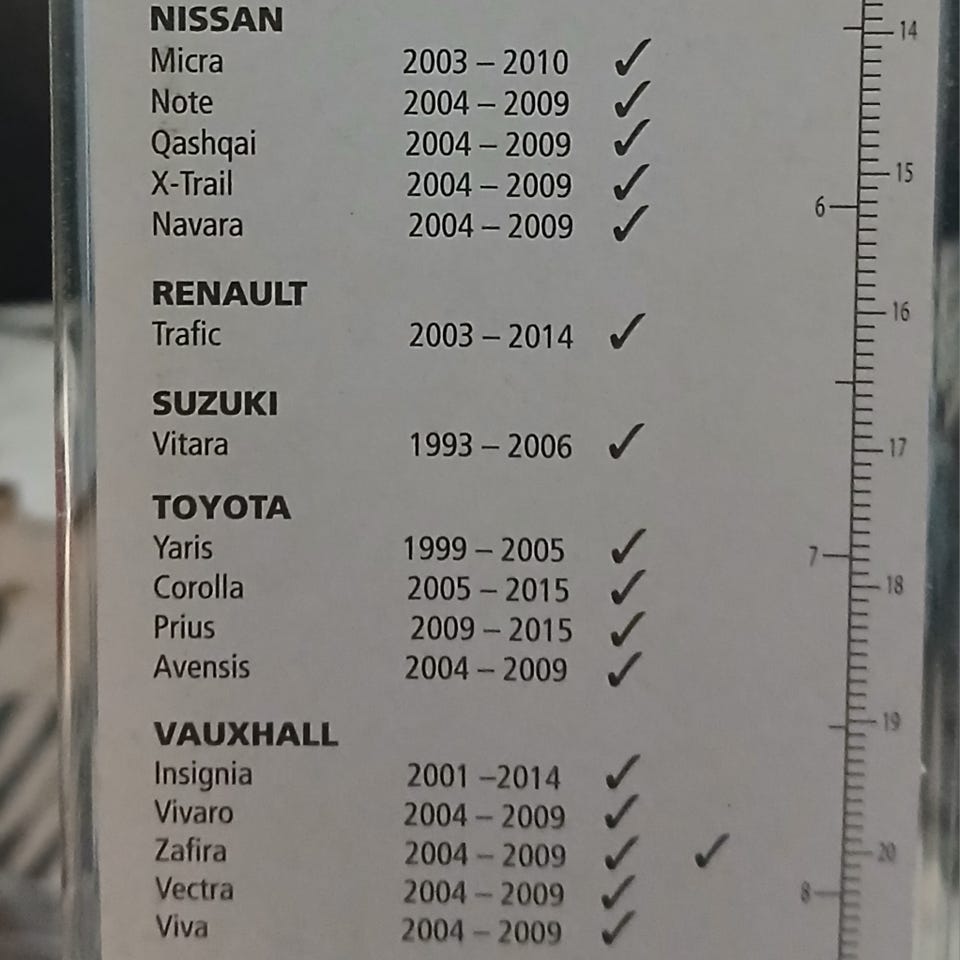 NISSAN
Micra 2003 – 2010 ✓
Note 2004 – 2009 ✓
Qashqai 2004 – 2009 ✓
X-Trail 2004 – 2009 ✓
Navara 2004 – 2009 ✓
RENAULT
Trafic 2003 – 2014 ✓
SUZUKI
Vitara 1993 – 2006 ✓
TOYOTA
Yaris 1999 – 2005 ✓
Corolla 2005 – 2015 ✓
Prius 2009 – 2015 ✓
Avensis 2004 – 2009 ✓
VAUXHALL
Insignia 2001 –2014 ✓
Vivaro 2004 – 2009 ✓
Zafira 2004 – 2009 ✓ ✓
Vectra 2004 – 2009 ✓
Viva 2004 – 2009 ✓
14
15
6
16
17
7
18
19
20
8